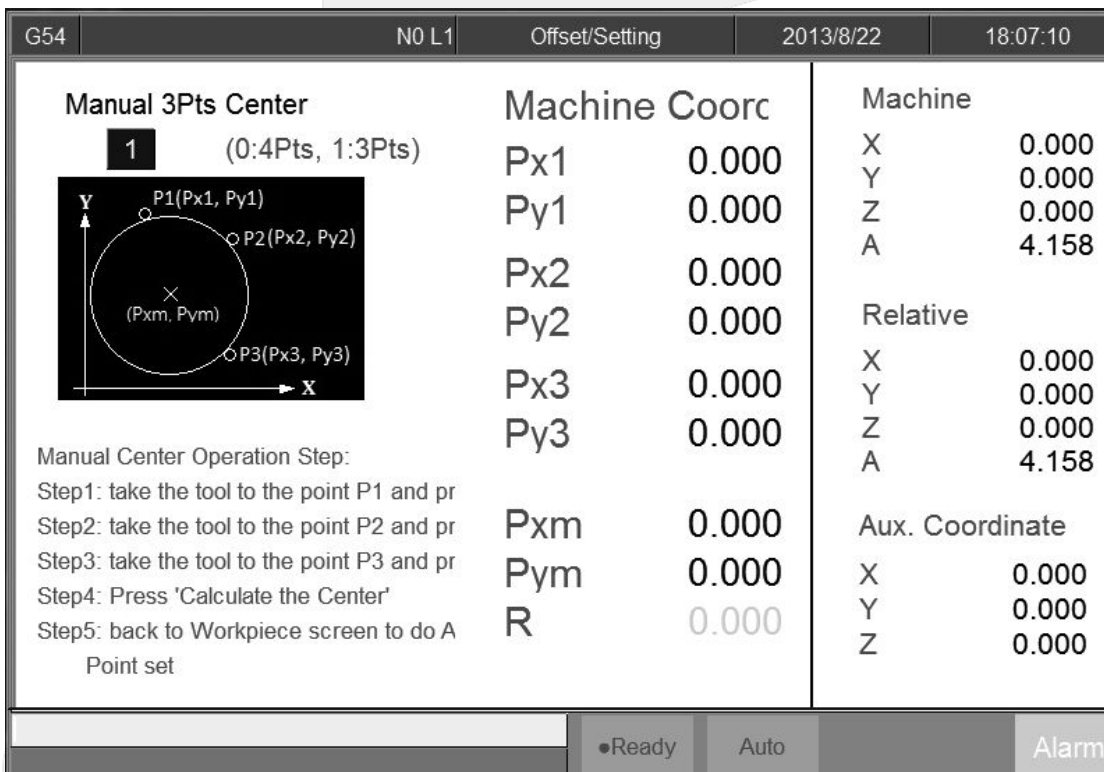 G54 N0 L1 Offset/Setting 2013/8/22 18:07:10
Manual 3Pts Center
1 (0:4Pts, 1:3Pts)
Y
P1(Px1, Py1)
P2(Px2, Py2)
(Pxm, Pym)
P3(Px3, Py3)
X
Manual Center Operation Step:
Step1: take the tool to the point P1 and pr
Step2: take the tool to the point P2 and pr
Step3: take the tool to the point P3 and pr
Step4: Press 'Calculate the Center'
Step5: back to Workpiece screen to do A
Point set
Machine Coorc
Px1 0.000
Py1 0.000
Px2 0.000
Py2 0.000
Px3 0.000
Py3 0.000
Pxm 0.000
Pym 0.000
R 0.000
Machine
X 0.000
Y 0.000
Z 0.000
A 4.158
Relative
X 0.000
Y 0.000
Z 0.000
A 4.158
Aux. Coordinate
X 0.000
Y 0.000
Z 0.000
●Ready Auto Alarm